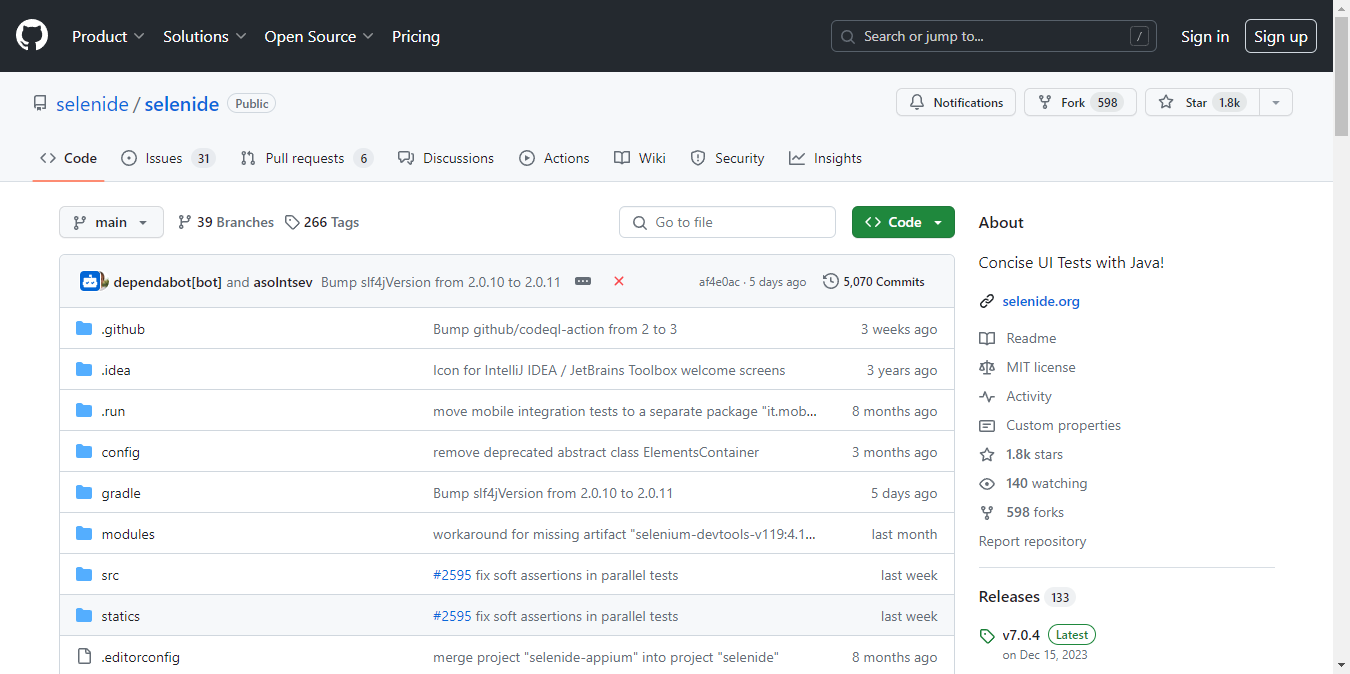 Product Solutions Open Source Pricing Search or jump to... / Sign in Sign up
selenide / selenide Public Notifications Fork 598 Star 1.8k
Code Issues 31 Pull requests 6 Discussions Actions Wiki Security Insights
main 39 Branches 266 Tags Go to file Code
dependabot[bot] and asolntsev Bump slf4jVersion from 2.0.10 to 2.0.11 af4e0ac · 5 days ago 5,070 Commits
.github Bump github/codeql-action from 2 to 3 3 weeks ago
.idea Icon for IntelliJ IDEA / JetBrains Toolbox welcome screens 3 years ago
.run move mobile integration tests to a separate package "it.mob... 8 months ago
config remove deprecated abstract class ElementsContainer 3 months ago
gradle Bump slf4jVersion from 2.0.10 to 2.0.11 5 days ago
modules workaround for missing artifact "selenium-devtools-v119:4.1... last month
src #2595 fix soft assertions in parallel tests last week
statics #2595 fix soft assertions in parallel tests last week
.editorconfig merge project "selenide-appium" into project "selenide" 8 months ago
About
Concise UI Tests with Java!
selenide.org
Readme
MIT license
Activity
Custom properties
1.8k stars
140 watching
598 forks
Report repository
Releases 133
v7.0.4 Latest
on Dec 15, 2023